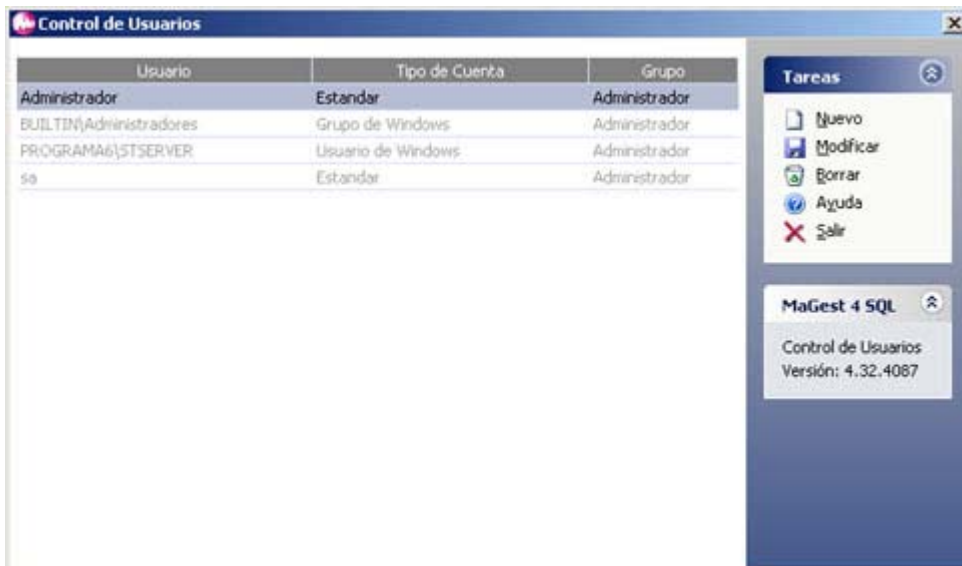 Control de Usuarios
Usuario Tipo de Cuenta Grupo
Administrador Estandar Administrador
BUILTIN\Administradores Grupo de Windows Administrador
PROGRAMA6\STSERVER Usuario de Windows Administrador
sa Estandar Administrador
Tareas
Nuevo
Modificar
Borrar
Ayuda
Salir
MaGest 4 SQL
Control de Usuarios
Versión: 4.32.4087